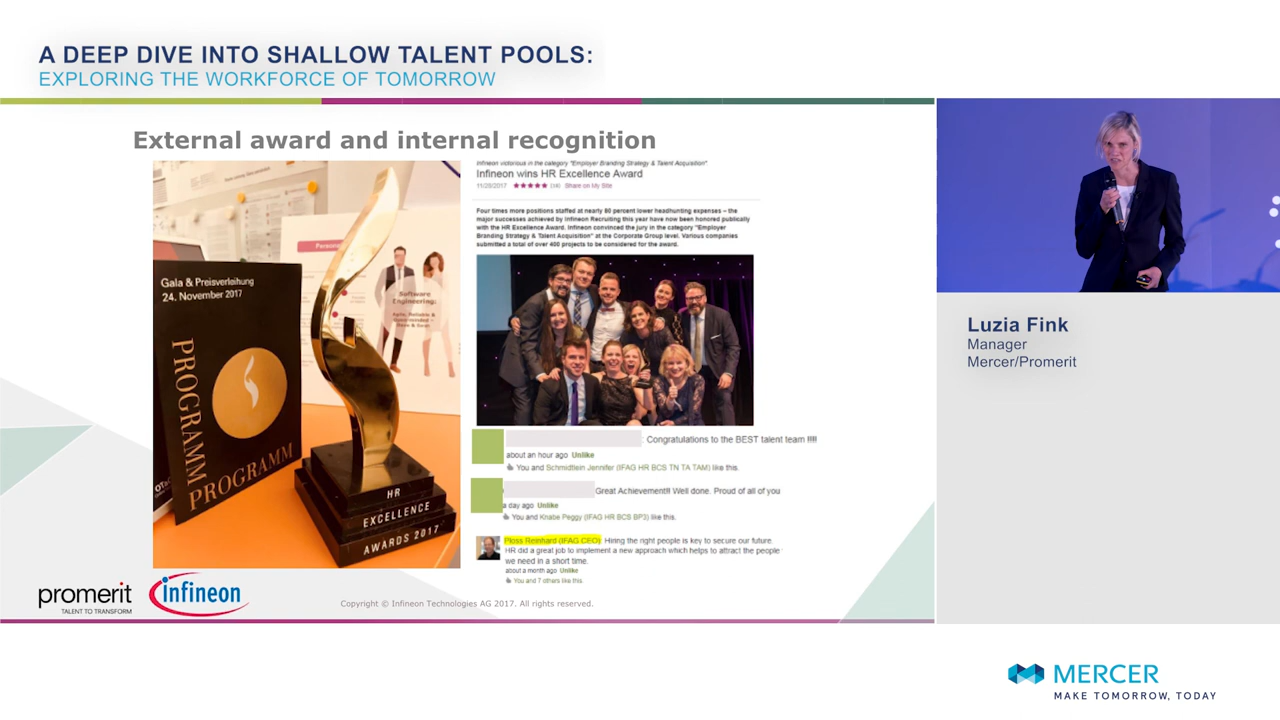 A DEEP DIVE INTO SHALLOW TALENT POOLS:
EXPLORING THE WORKFORCE OF TOMORROW
External award and internal recognition
Gala & Preisverleihung
24. November 2017
PROGRAMM
PROGRAMM
Software
Engineering:
HR
EXCELLENCE
AWARDS 2017
Infineon victorious in the category "Employer Branding Strategy & Talent Acquisition"
Infineon wins HR Excellence Award
11/28/2017 Share on My Site
Four times more positions staffed at nearly 80 percent lower headhunting expenses – the
major successes achieved by Infineon Recruiting this year have now been honored publicly
with the HR Excellence Award. Infineon convinced the jury in the category "Employer
Branding Strategy & Talent Acquisition" at the Corporate Group level. Various companies
submitted a total of over 400 projects to be considered for the award.
Congratulations to the BEST talent team !!!!!
about an hour ago Unlike
You and Schmidtlein Jennifer (IFAG HR BCS TN TA TAM) like this.
Great Achievement!! Well done. Proud of all of you
a day ago Unlike
You and Knabe Peggy (IFAG HR BCS BP3) like this.
Ploss Reinhard (IFAG CEO) Hiring the right people is key to secure our future.
HR did a great job to implement a new approach which helps to attract the people
we need in a short time.
about a month ago Unlike
You and 7 others like this.
promerit
TALENT TO TRANSFORM
infineon
Copyright © Infineon Technologies AG 2017. All rights reserved.
Luzia Fink
Manager
Mercer/Promerit
MERCER
MAKE TOMORROW, TODAY